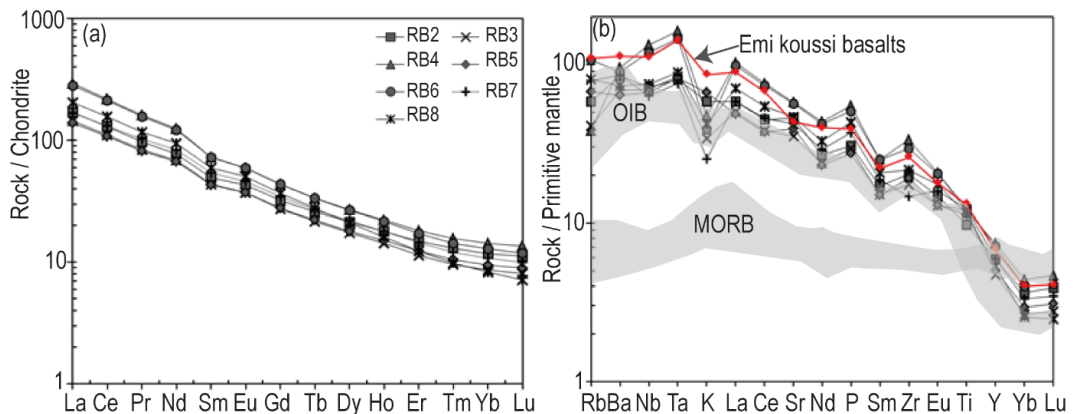 (a)
1000
100
10
1
Rock / Chondrite
RB2
RB3
RB4
RB5
RB6
RB7
RB8
La Ce Pr Nd Sm Eu Gd Tb Dy Ho Er Tm Yb Lu
(b)
100
10
1
Rock / Primitive mantle
Emi koussi basalts
OIB
MORB
Rb Ba Nb Ta K La Ce Sr Nd P Sm Zr Eu Ti Y Yb Lu